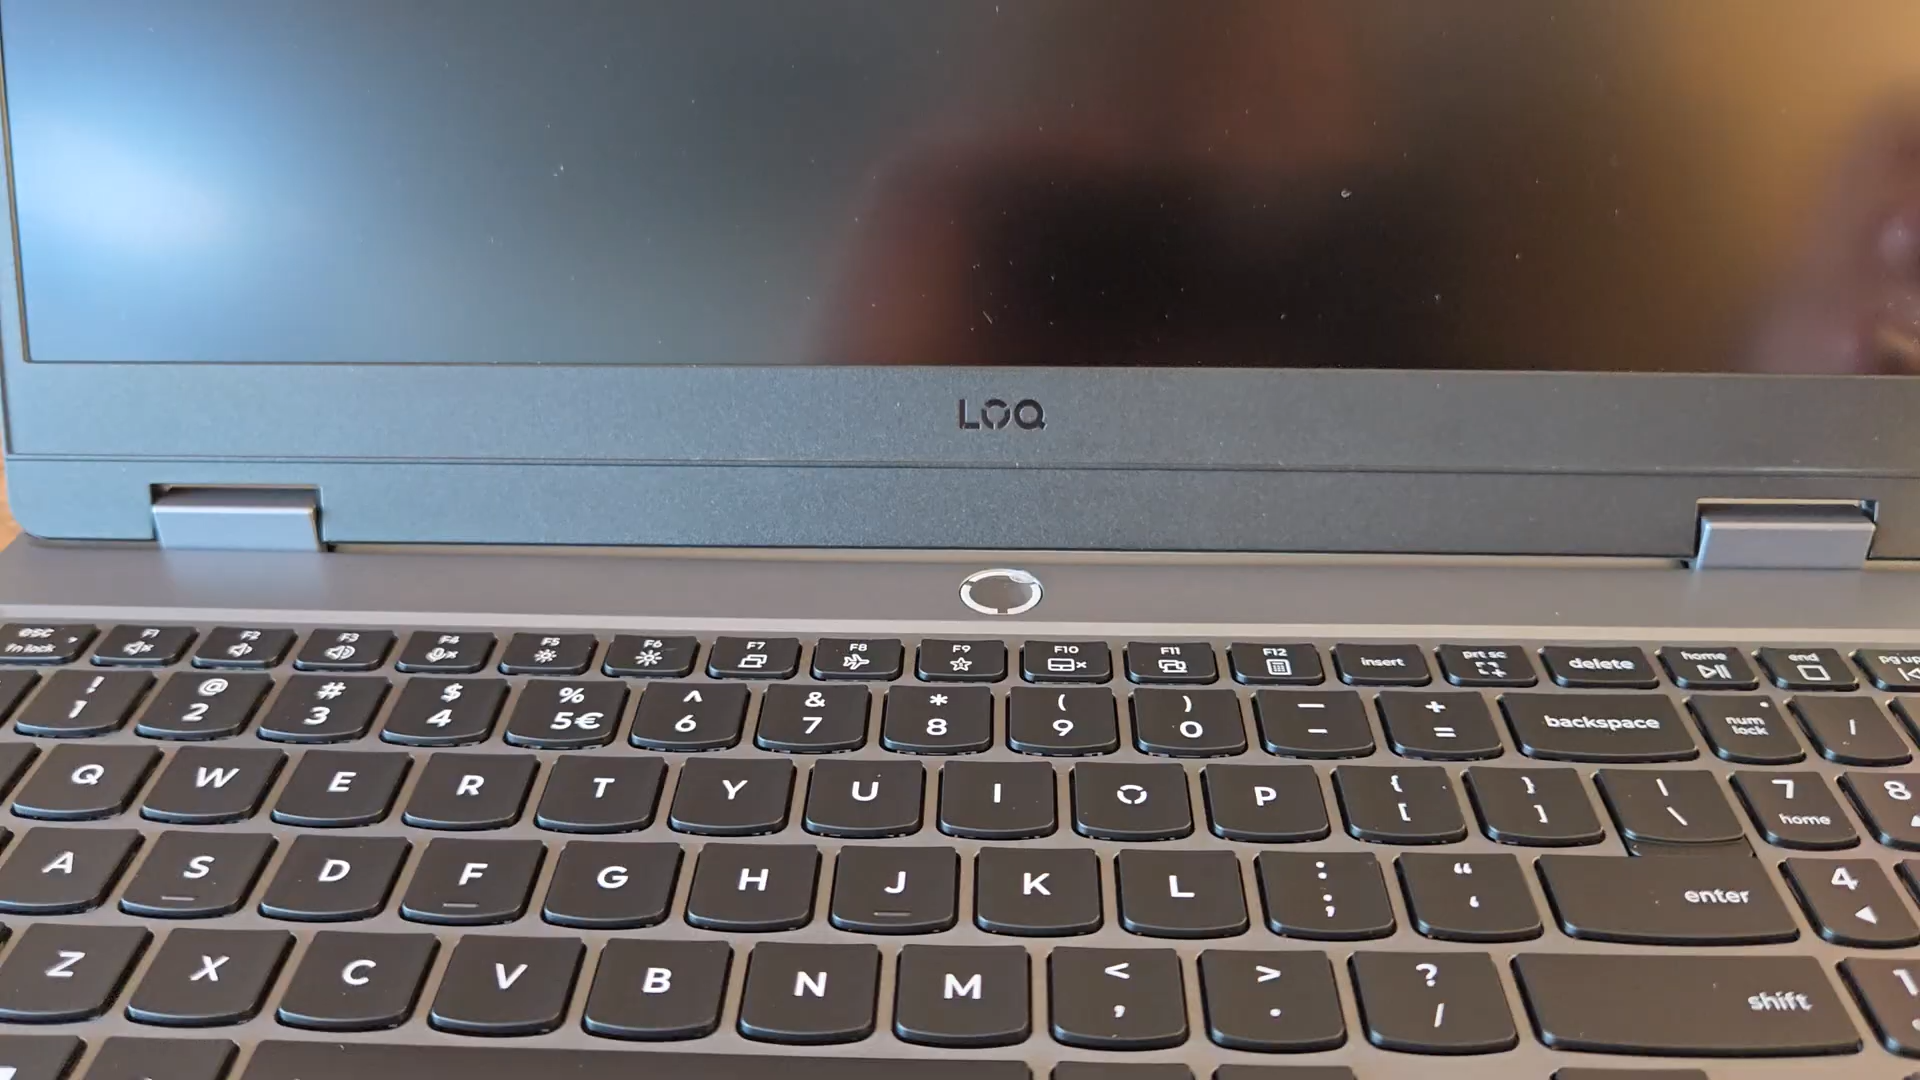 LOQ
esc F1 F2 F3 F4 F5 F6 F7 F8 F9 F10 F11 F12 insert prt sc delete home end pg up
fn lock
! @ # $ % ^ & * ( ) — +
1 2 3 4 5€ 6 7 8 9 0 - = backspace num lock /
Q W E R T Y U I O P { [ } ] | \ 7 home 8
A S D F G H J K L : ; “ ‘ enter 4
Z X C V B N M < , > . ? / shift 1